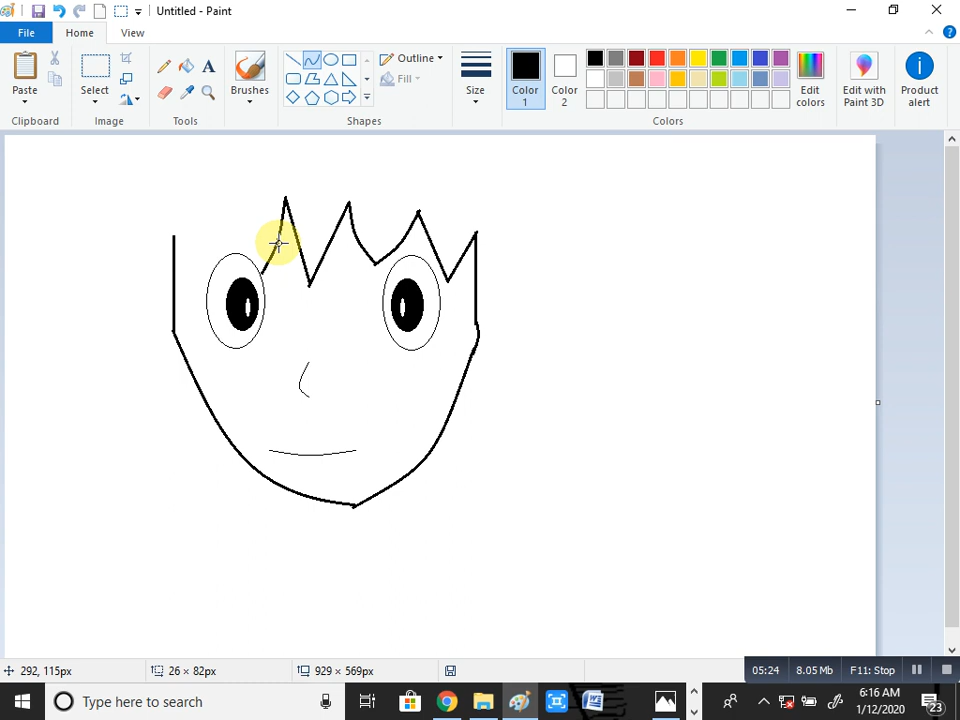 Untitled - Paint
File
Home
View
Paste
Select
Brushes
Outline
Fill
Size
Color
1
Color
2
Edit
colors
Edit with
Paint 3D
Product
alert
Clipboard
Image
Tools
Shapes
Colors
292, 115px
26 × 82px
929 × 569px
05:24
8.05 Mb
F11: Stop
Type here to search
6:16 AM
1/12/2020
23